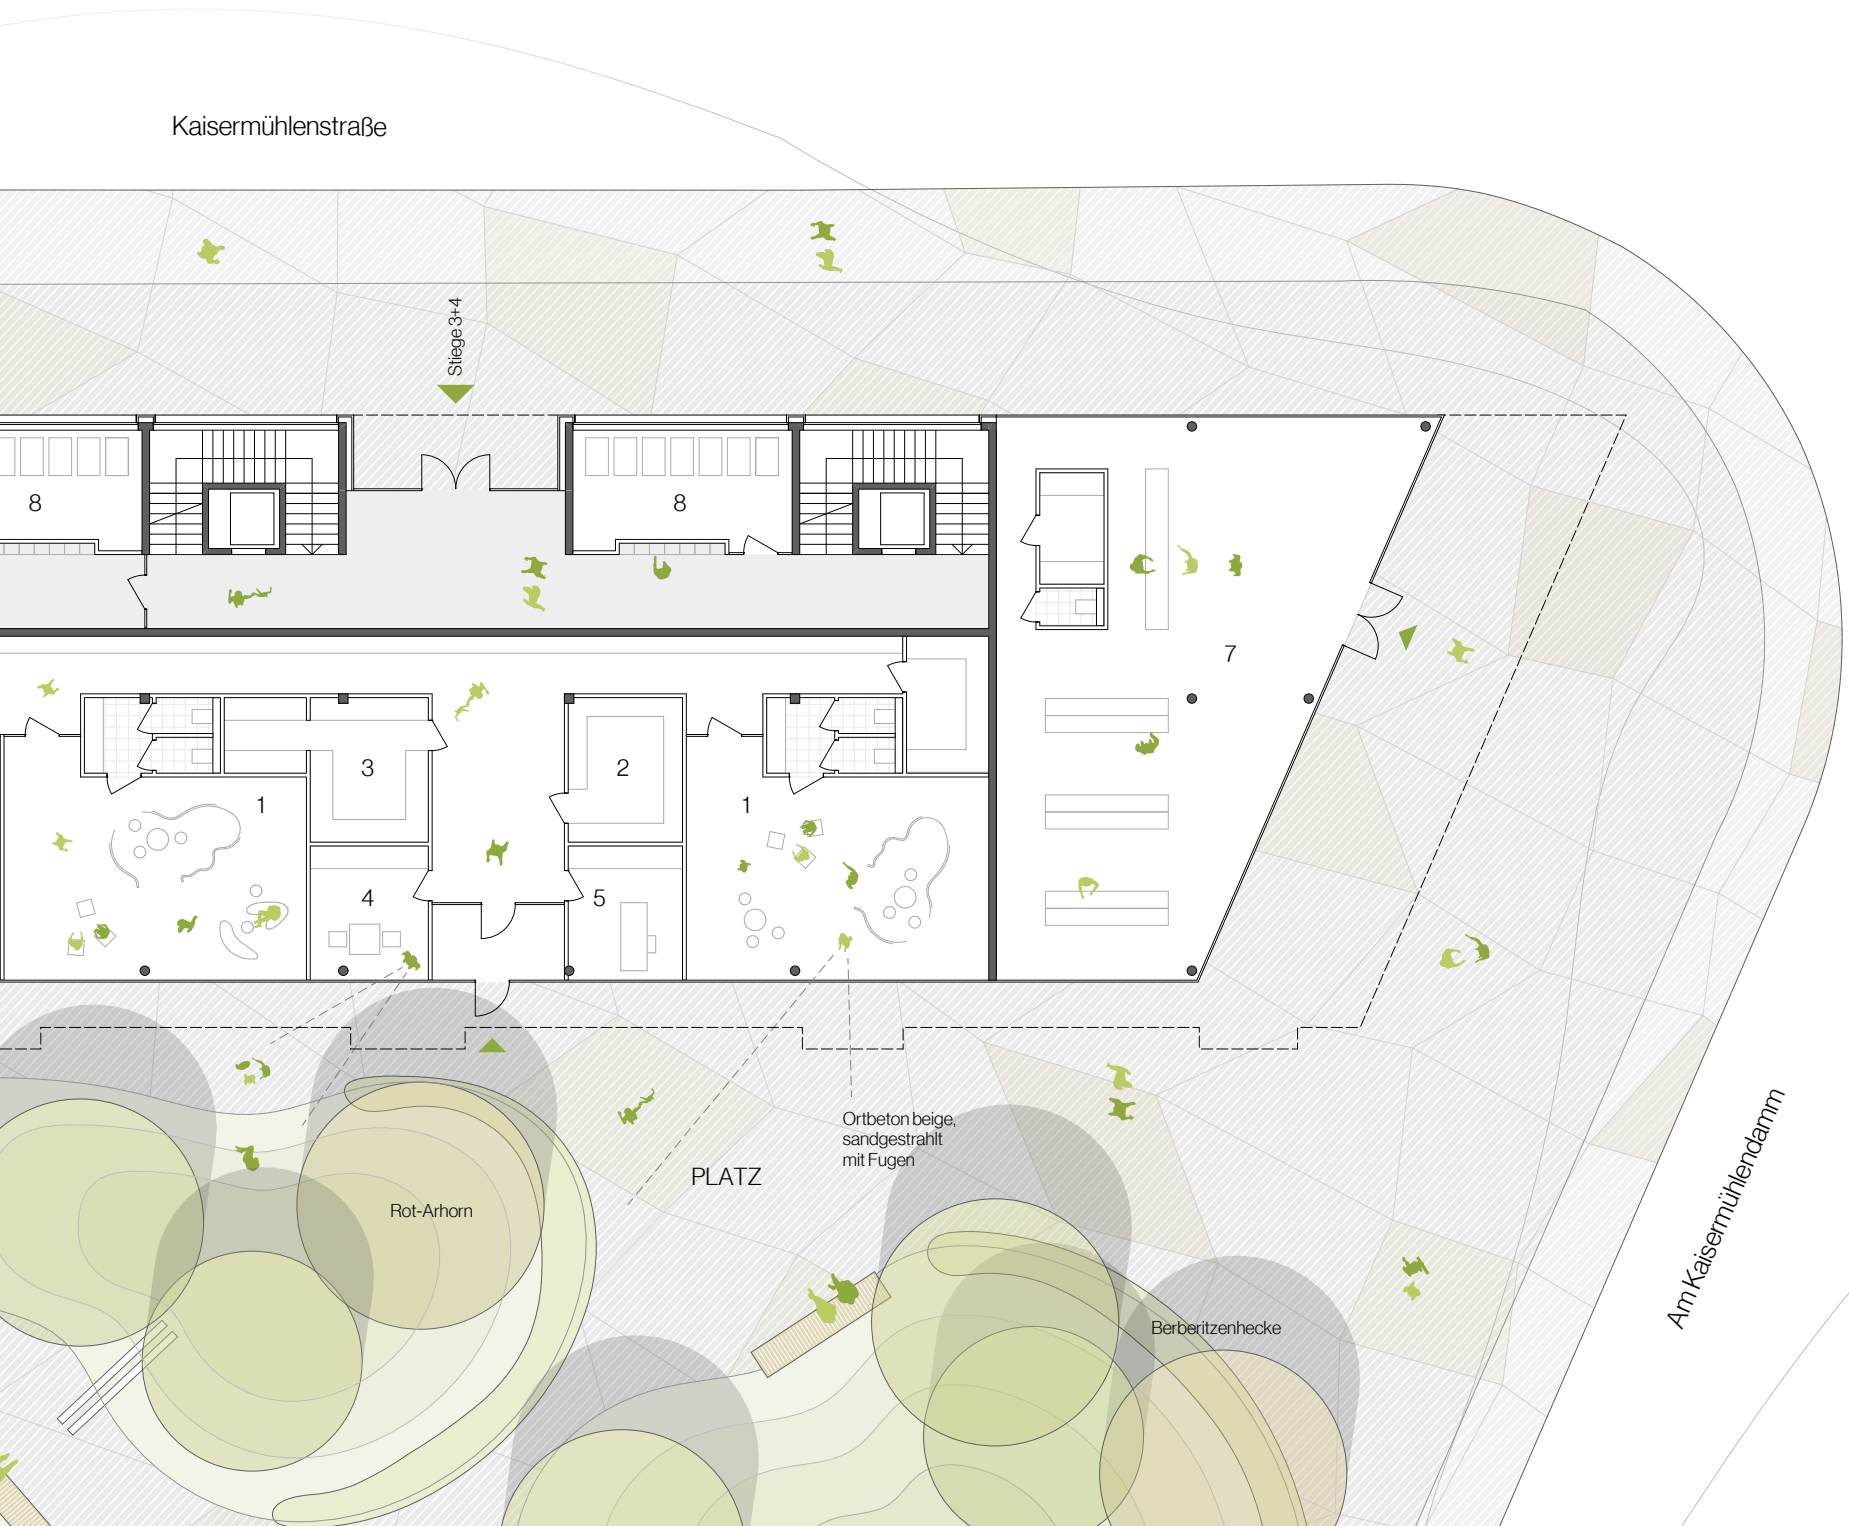 Kaisermühlenstraße
Stiege 3+4
8
8
7
3
2
1
1
4
5
Ortbeton beige,
sandgestrahlt
mit Fugen
PLATZ
Rot-Arhorn
Am Kaisermühlendamm
Berberitzenhecke